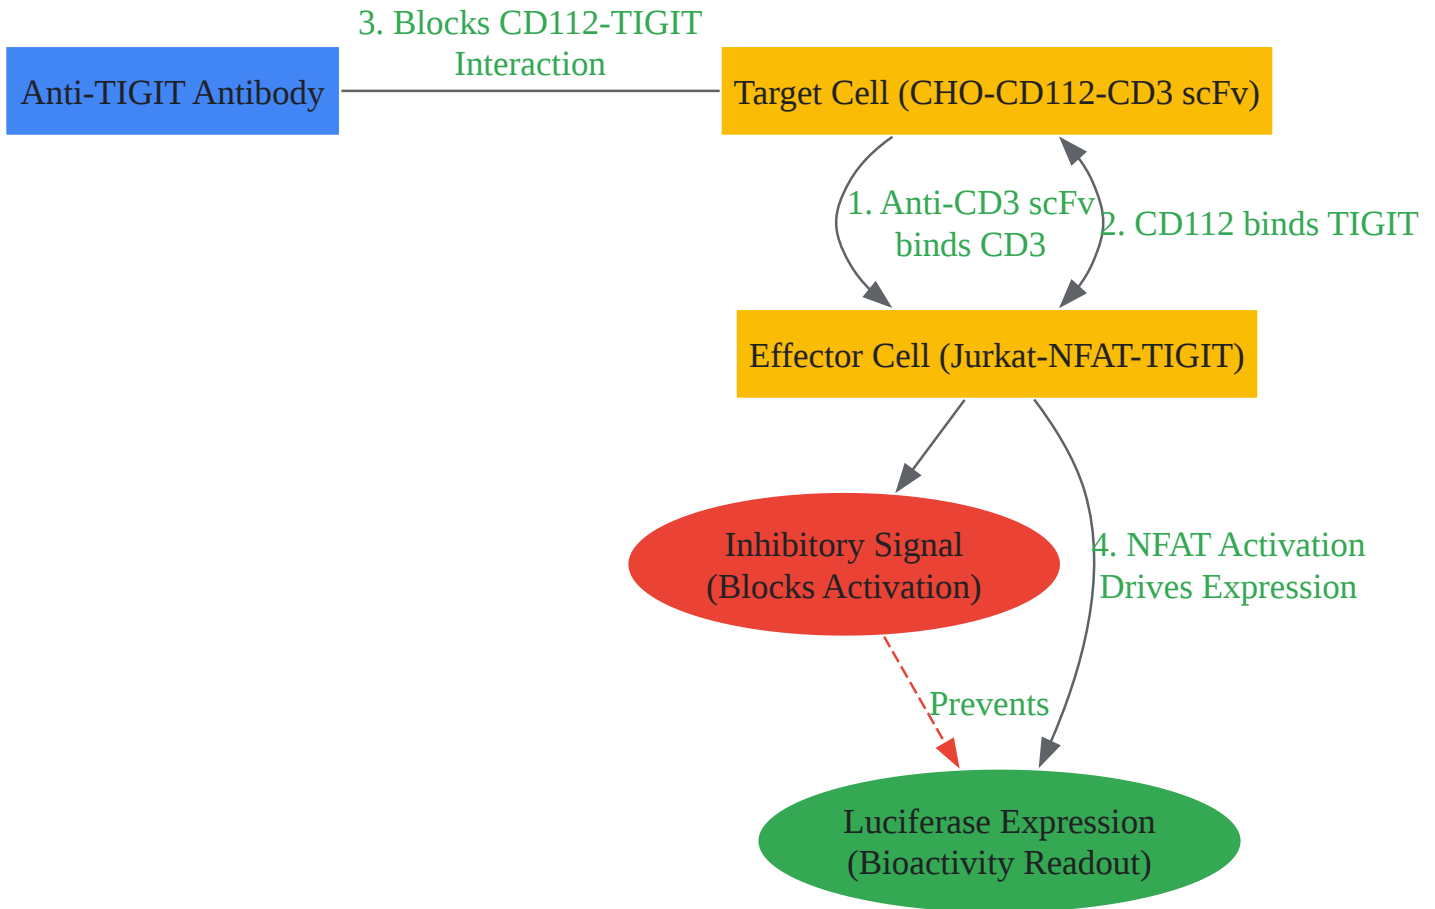 3. Blocks CD112-TIGIT
Interaction
Anti-TIGIT Antibody
Target Cell (CHO-CD112-CD3 scFv)
1. Anti-CD3 scFv
binds CD3
2. CD112 binds TIGIT
Effector Cell (Jurkat-NFAT-TIGIT)
Inhibitory Signal
(Blocks Activation)
4. NFAT Activation
Drives Expression
Prevents
Luciferase Expression
(Bioactivity Readout)